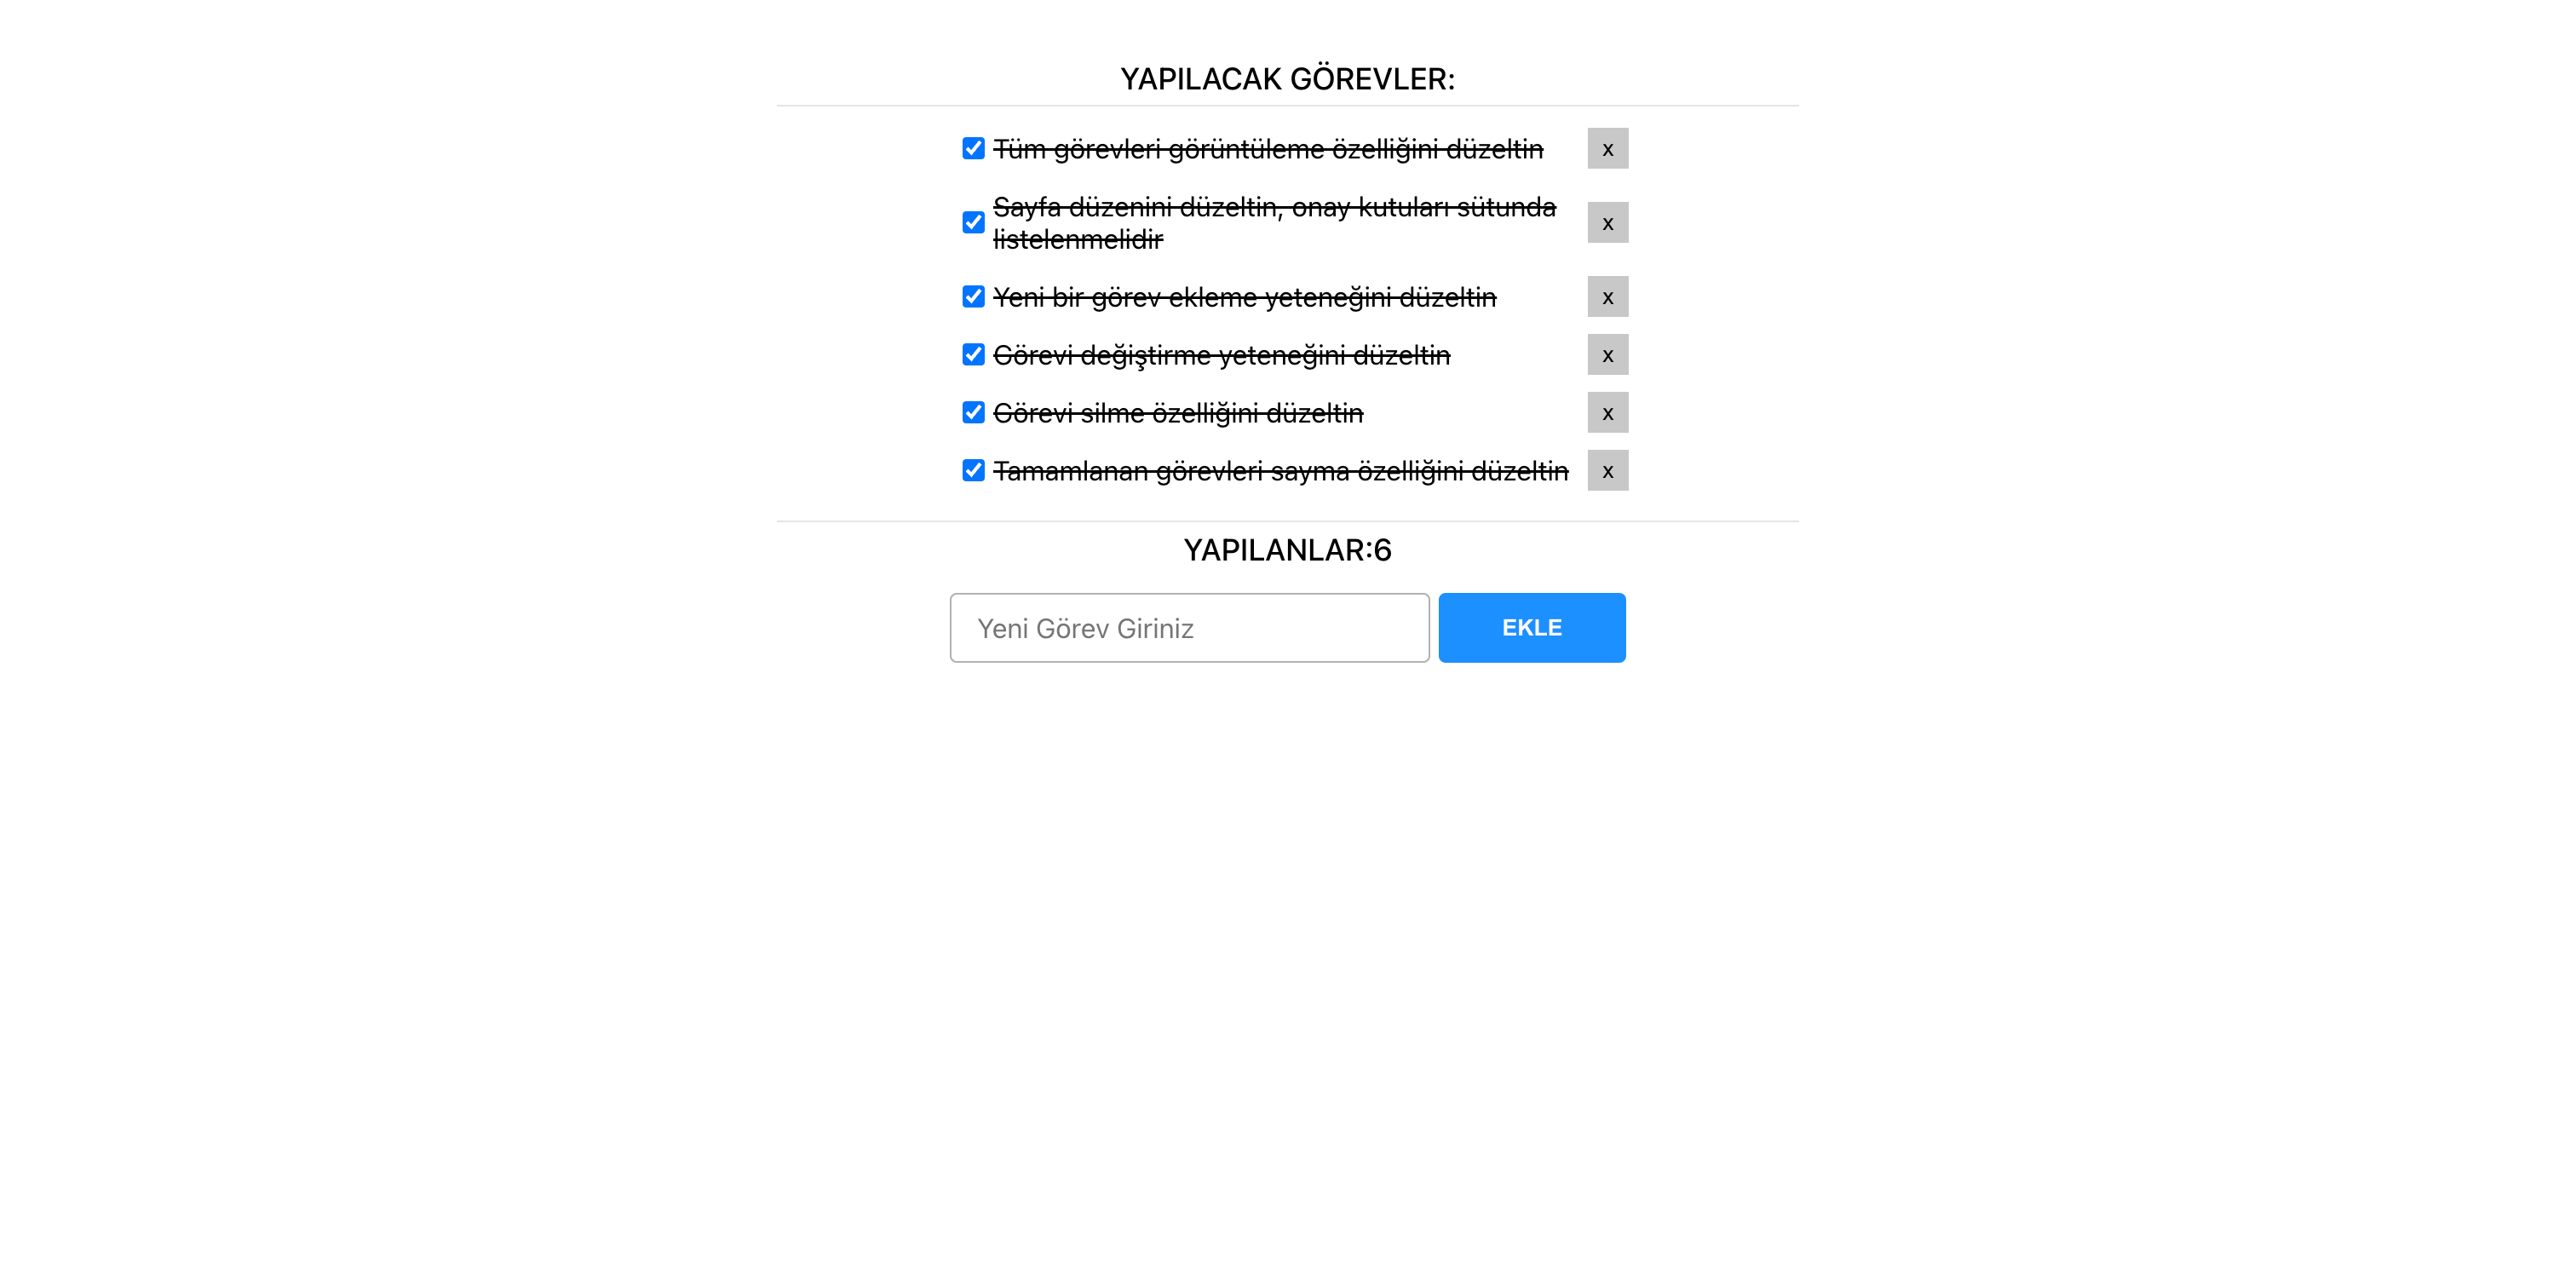 YAPILACAK GÖREVLER:
Tüm görevleri görüntüleme özelliğini düzeltin x
Sayfa düzenini düzeltin, onay kutuları sütunda
listelenmelidir x
Yeni bir görev ekleme yeteneğini düzeltin x
Görevi değiştirme yeteneğini düzeltin x
Görevi silme özelliğini düzeltin x
Tamamlanan görevleri sayma özelliğini düzeltin x
YAPILANLAR:6
Yeni Görev Giriniz EKLE